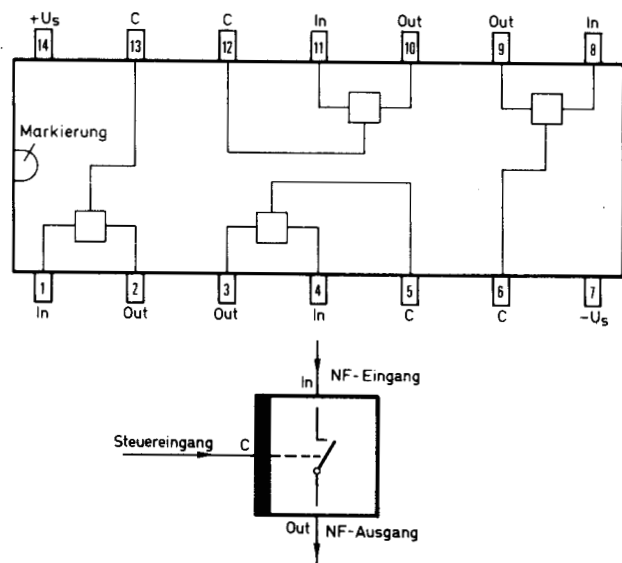 +Us C C In Out Out In
14 13 12 11 10 9 8
Markierung
1 2 3 4 5 6 7
In Out Out In C C -Us
In NF-Eingang
Steuereingang C
Out NF-Ausgang